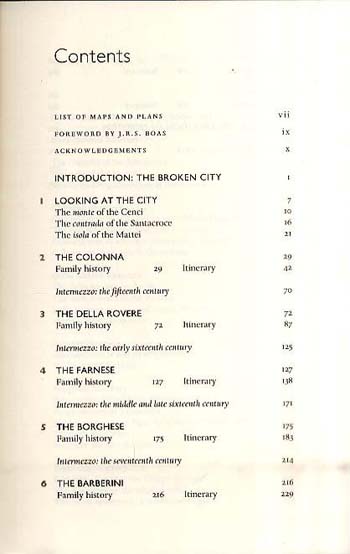 Contents
LIST OF MAPS AND PLANS vii
FOREWORD BY J.R.S. BOAS ix
ACKNOWLEDGEMENTS x
INTRODUCTION: THE BROKEN CITY 1
1 LOOKING AT THE CITY 7
The monte of the Cenci 10
The contrada of the Santacroce 16
The isola of the Mattei 21
2 THE COLONNA 29
Family history 29 Itinerary 42
Intermezzo: the fifteenth century 70
3 THE DELLA ROVERE 72
Family history 72 Itinerary 87
Intermezzo: the early sixteenth century 125
4 THE FARNESE 127
Family history 127 Itinerary 138
Intermezzo: the middle and late sixteenth century 171
5 THE BORGHESE 175
Family history 175 Itinerary 183
Intermezzo: the seventeenth century 214
6 THE BARBERINI 216
Family history 216 Itinerary 229